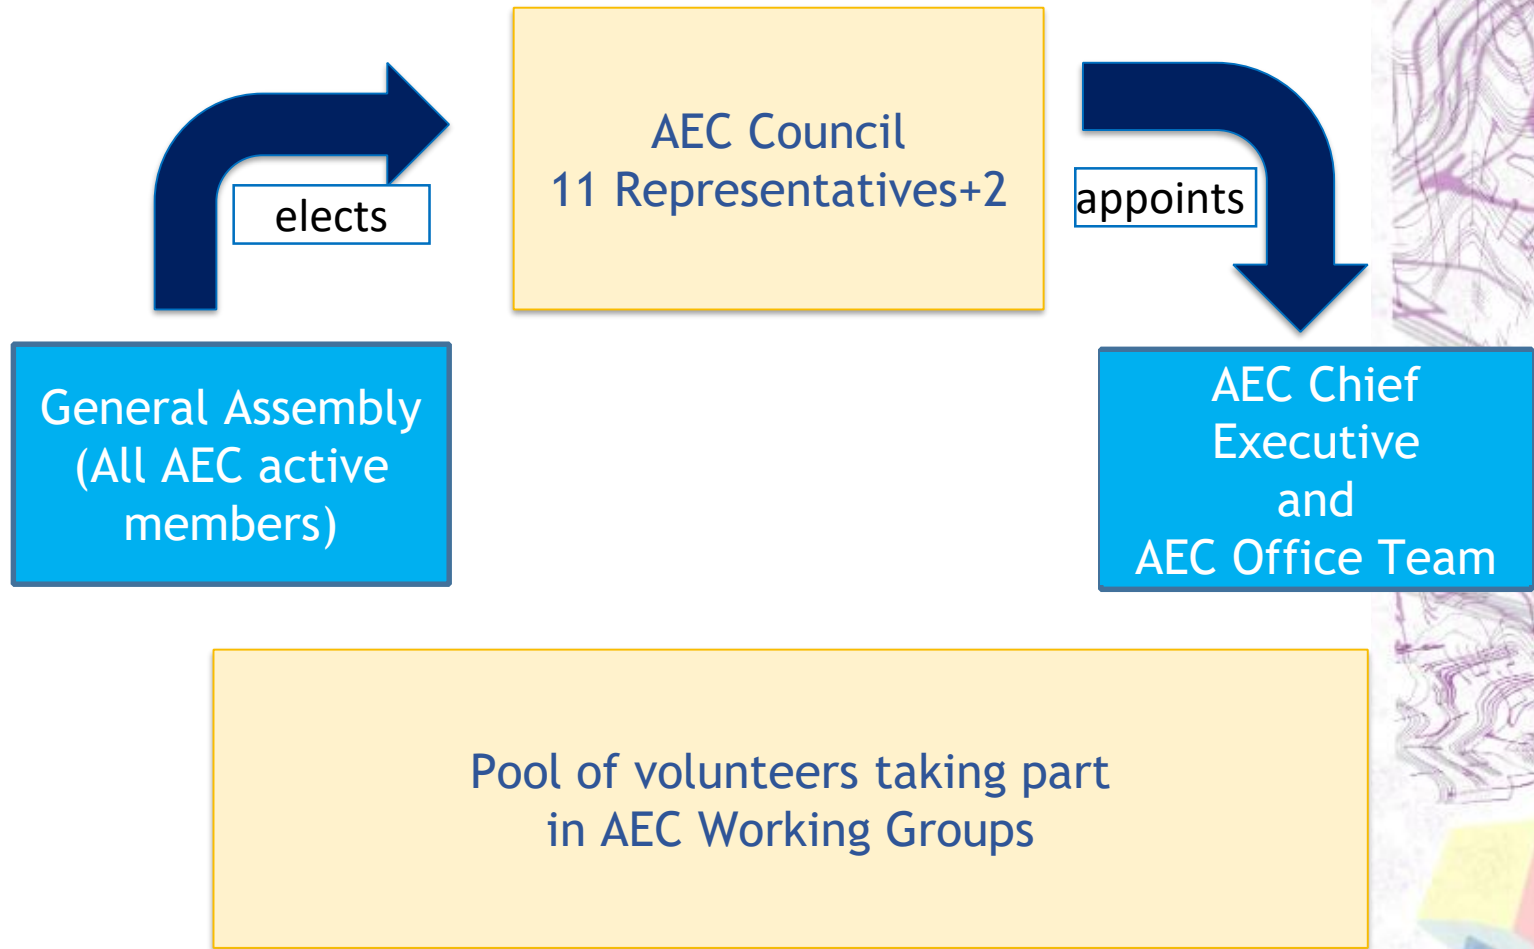 AEC Council
11 Representatives+2
elects
appoints
General Assembly
(All AEC active
members)
AEC Chief
Executive
and
AEC Office Team
Pool of volunteers taking part
in AEC Working Groups